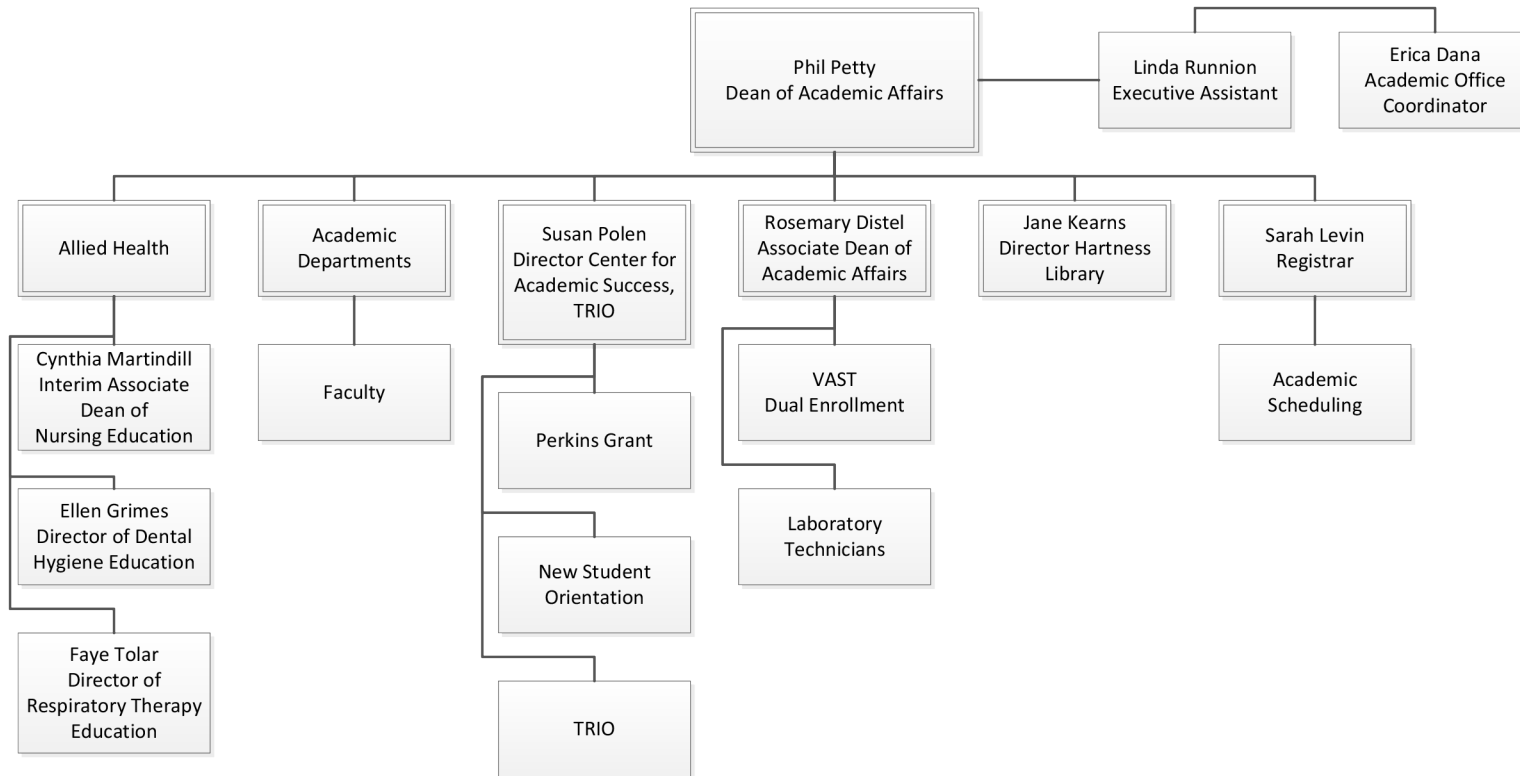 Phil Petty
Dean of Academic Affairs
Linda Runnion
Executive Assistant
Erica Dana
Academic Office
Coordinator
Allied Health
Academic
Departments
Susan Polen
Director Center for
Academic Success,
TRIO
Rosemary Distel
Associate Dean of
Academic Affairs
Jane Kearns
Director Hartness
Library
Sarah Levin
Registrar
Cynthia Martindill
Interim Associate
Dean of
Nursing Education
Faculty
Perkins Grant
VAST
Dual Enrollment
Academic
Scheduling
Ellen Grimes
Director of Dental
Hygiene Education
New Student
Orientation
Laboratory
Technicians
Faye Tolar
Director of
Respiratory Therapy
Education
TRIO